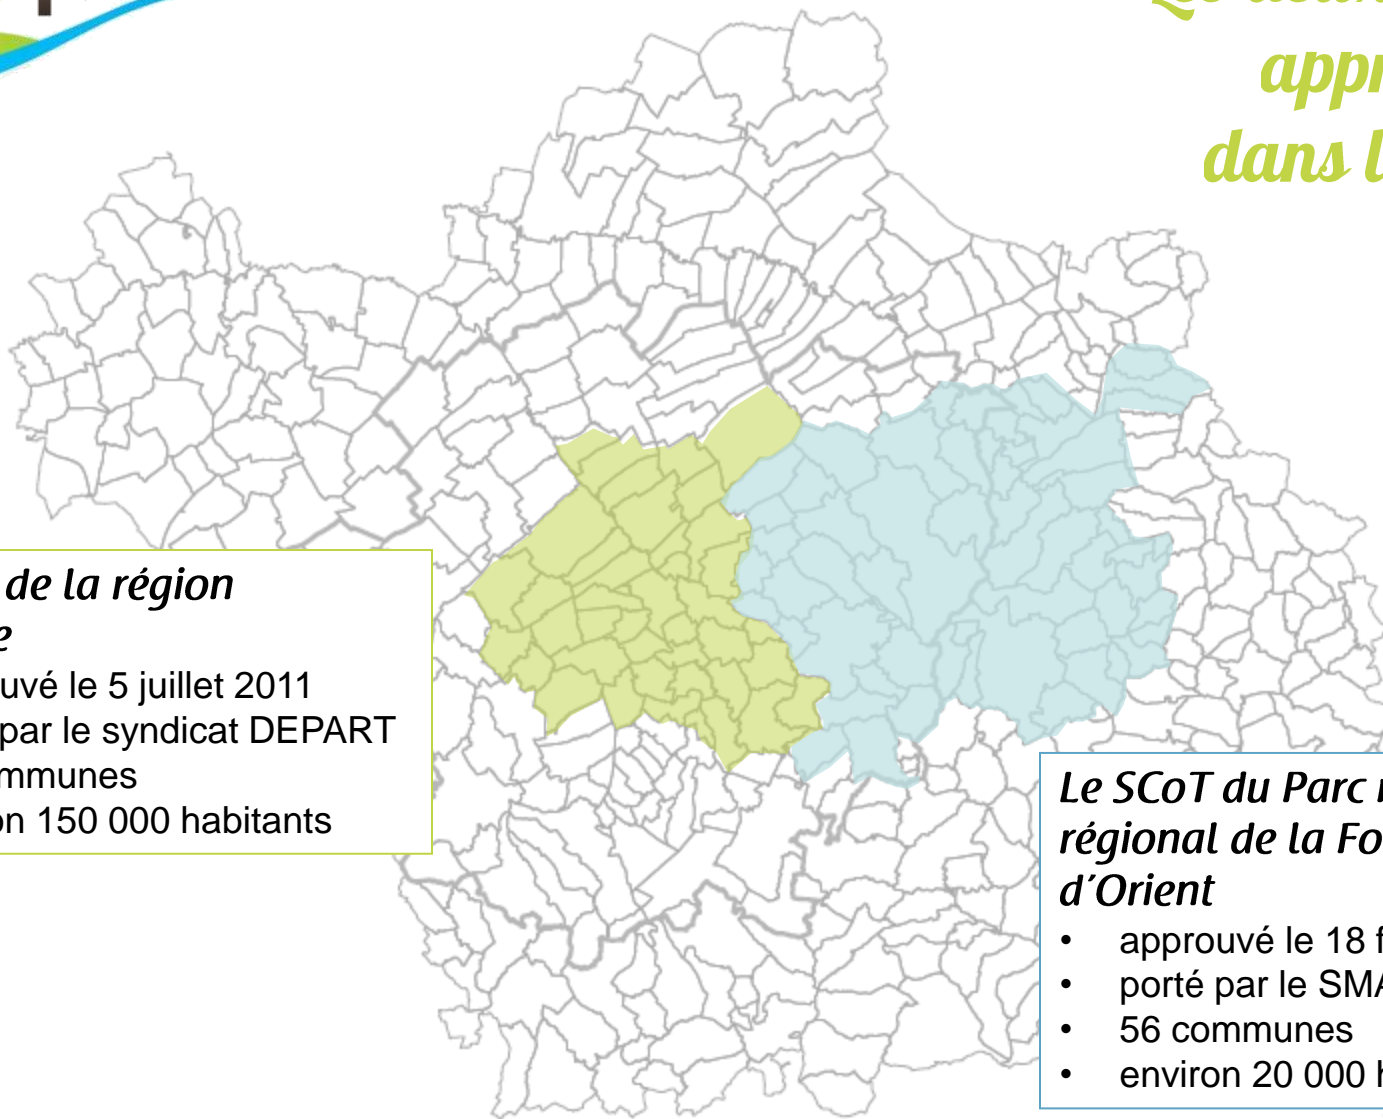 appr
dans l
de la région
e
uvé le 5 juillet 2011
par le syndicat DEPART
mmunes
on 150 000 habitants
Le SCoT du Parc
régional de la Fo
d'Orient
• approuvé le 18 f
• porté par le SMA
• 56 communes
• environ 20 000 h